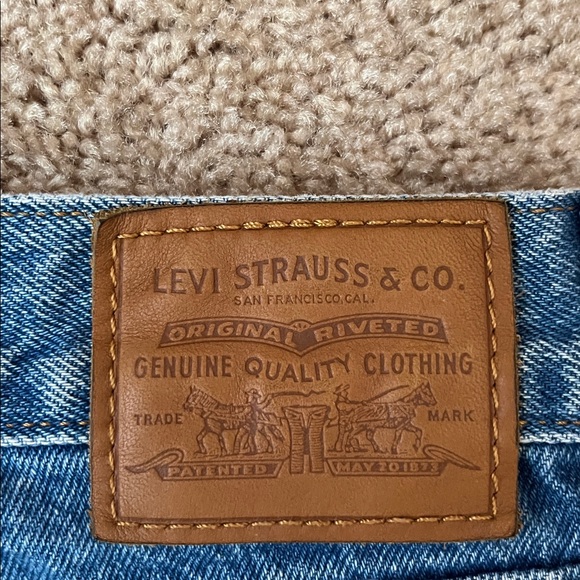 LEVI STRAUSS & CO.
SAN FRANCISCO, CAL.
ORIGINAL RIVETED
GENUINE QUALITY CLOTHING
TRADE MARK
PATENTED MAY 20 1873